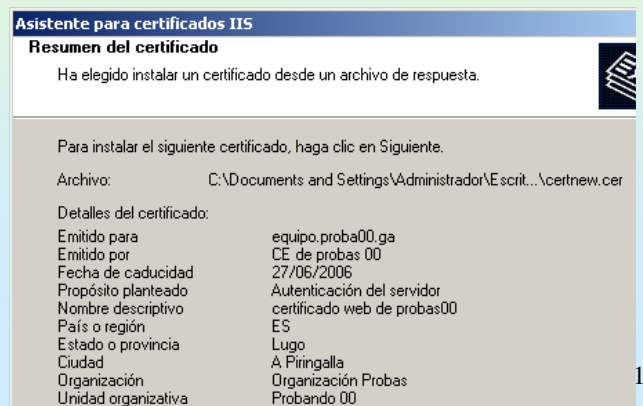 Asistente para certificados IIS
Resumen del certificado
Ha elegido instalar un certificado desde un archivo de respuesta.
Para instalar el siguiente certificado, haga clic en Siguiente.
Archivo: C:\Documents and Settings\Administrador\Escrit...\certnew.cer
Detalles del certificado:
Emitido para equipo.proba00.ga
Emitido por CE de probas 00
Fecha de caducidad 27/06/2006
Propósito planteado Autenticación del servidor
Nombre descriptivo certificado web de probas00
País o región ES
Estado o provincia Lugo
Ciudad A Piringalla
Organización Organización Probas
Unidad organizativa Probando 00
1